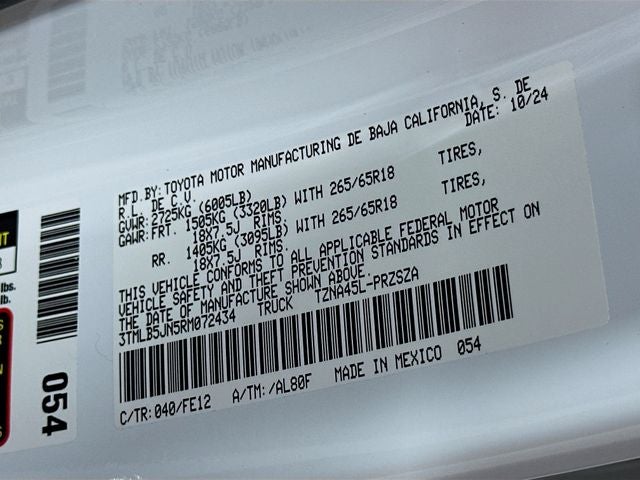 MFD.BY:TOYOTA MOTOR MANUFACTURING DE BAJA CALIFORNIA, S. DE
R.L. DE C.V. DATE: 10/24
GVWR:2725KG (6005LB)
GAWR:FRT. 1505KG (3320LB) WITH 265/65R18 TIRES,
18X7.5J RIMS.
RR. 1405KG (3095LB) WITH 265/65R18 TIRES,
18X7.5J RIMS.
THIS VEHICLE CONFORMS TO ALL APPLICABLE FEDERAL MOTOR
VEHICLE SAFETY AND THEFT PREVENTION STANDARDS IN EFFECT ON
THE DATE OF MANUFACTURE SHOWN ABOVE.
3TMLB5JN5RM072434 TRUCK TZNA45L-PRZSZA
C/TR:040/FE12 A/TM:/AL80F MADE IN MEXICO 054
054
lbs.
lb.